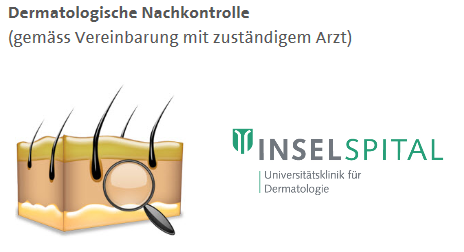 Dermatologische Nachkontrolle
(gemäss Vereinbarung mit zuständigem Arzt)
INSELSPITAL
Universitätsklinik für
Dermatologie